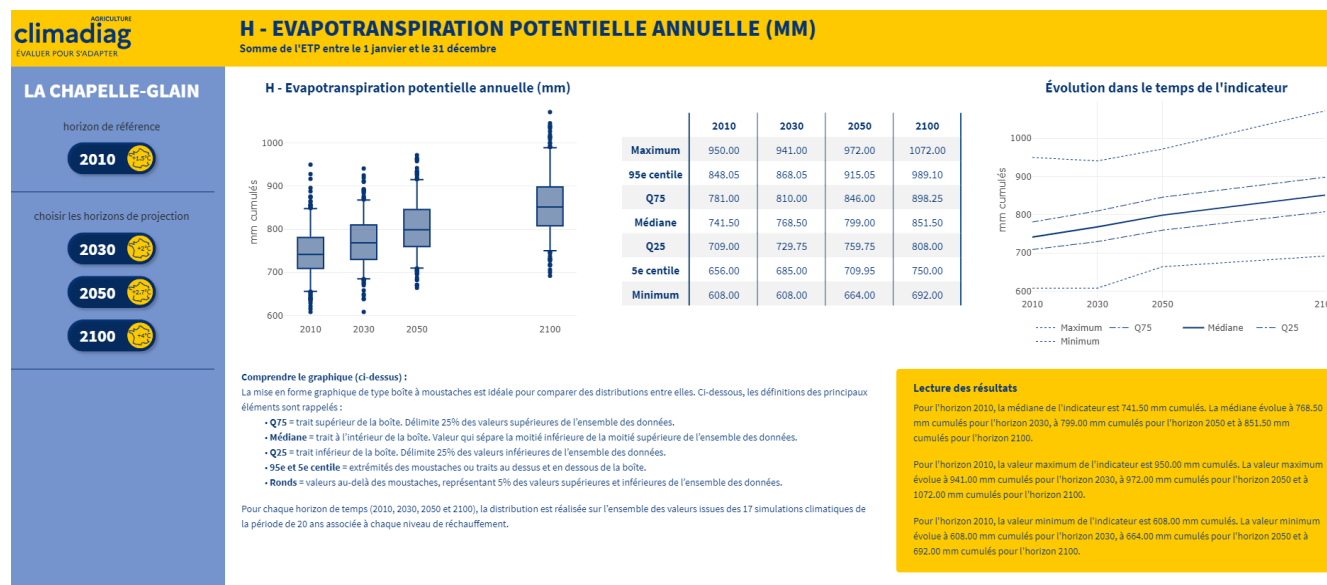 AGRICULTURE
climadiag
ÉVALUER POUR S'ADAPTER
H - EVAPOTRANSPIRATION POTENTIELLE ANNUELLE (MM)
Somme de l'ETP entre le 1 janvier et le 31 décembre
LA CHAPELLE-GLAIN
horizon de référence
2010 +1.5°C
choisir les horizons de projection
2030 +2°C
2050 +2.7°C
2100 +4°C
H - Evapotranspiration potentielle annuelle (mm)
mm cumulés
1000
900
800
700
600
2010 2030 2050 2100
2010 2030 2050 2100
Maximum 950.00 941.00 972.00 1072.00
95e centile 848.05 868.05 915.05 989.10
Q75 781.00 810.00 846.00 898.25
Médiane 741.50 768.50 799.00 851.50
Q25 709.00 729.75 759.75 808.00
5e centile 656.00 685.00 709.95 750.00
Minimum 608.00 608.00 664.00 692.00
Évolution dans le temps de l'indicateur
mm cumulés
1000
900
800
700
600
2010 2030 2050 210
Maximum Q75 Médiane Q25
Minimum
Comprendre le graphique (ci-dessus) :
La mise en forme graphique de type boîte à moustaches est idéale pour comparer des distributions entre elles. Ci-dessous, les définitions des principaux
éléments sont rappelés :
• Q75 = trait supérieur de la boîte. Délimite 25% des valeurs supérieures de l'ensemble des données.
• Médiane = trait à l'intérieur de la boîte. Valeur qui sépare la moitié inférieure de la moitié supérieure de l'ensemble des données.
• Q25 = trait inférieur de la boîte. Délimite 25% des valeurs inférieures de l'ensemble des données.
• 95e et 5e centile = extrémités des moustaches ou traits au dessus et en dessous de la boîte.
• Ronds = valeurs au-delà des moustaches, représentant 5% des valeurs supérieures et inférieures de l'ensemble des données.
Pour chaque horizon de temps (2010, 2030, 2050 et 2100), la distribution est réalisée sur l'ensemble des valeurs issues des 17 simulations climatiques de
la période de 20 ans associée à chaque niveau de réchauffement.
Lecture des résultats
Pour l'horizon 2010, la médiane de l'indicateur est 741.50 mm cumulés. La médiane évolue à 768.50
mm cumulés pour l'horizon 2030, à 799.00 mm cumulés pour l'horizon 2050 et à 851.50 mm
cumulés pour l'horizon 2100.
Pour l'horizon 2010, la valeur maximum de l'indicateur est 950.00 mm cumulés. La valeur maximum
évolue à 941.00 mm cumulés pour l'horizon 2030, à 972.00 mm cumulés pour l'horizon 2050 et à
1072.00 mm cumulés pour l'horizon 2100.
Pour l'horizon 2010, la valeur minimum de l'indicateur est 608.00 mm cumulés. La valeur minimum
évolue à 608.00 mm cumulés pour l'horizon 2030, à 664.00 mm cumulés pour l'horizon 2050 et à
692.00 mm cumulés pour l'horizon 2100.